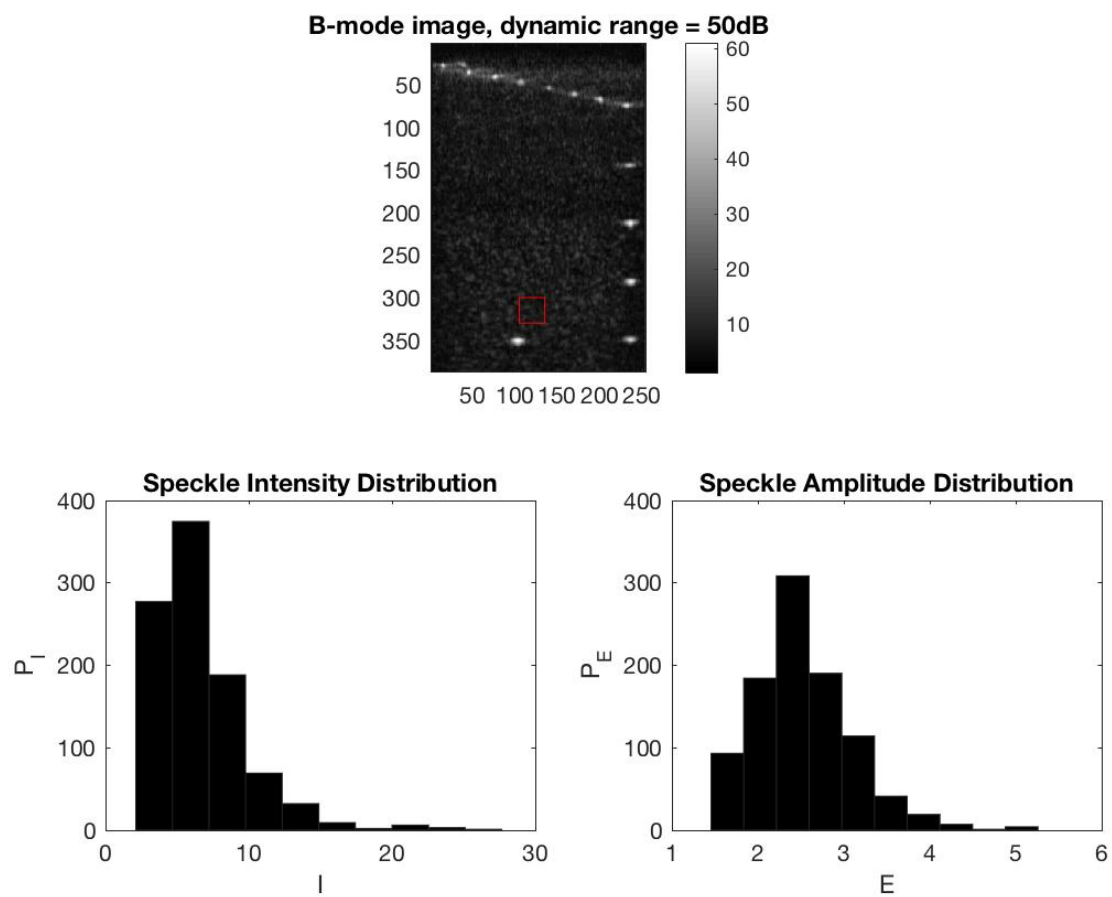 B-mode image, dynamic range = 50dB
50
100
150
200
250
300
350
50 100 150 200 250
60
50
40
30
20
10
Speckle Intensity Distribution
400
300
200
100
0
P_I
0 10 20 30
I
Speckle Amplitude Distribution
400
300
200
100
0
P_E
1 2 3 4 5 6
E